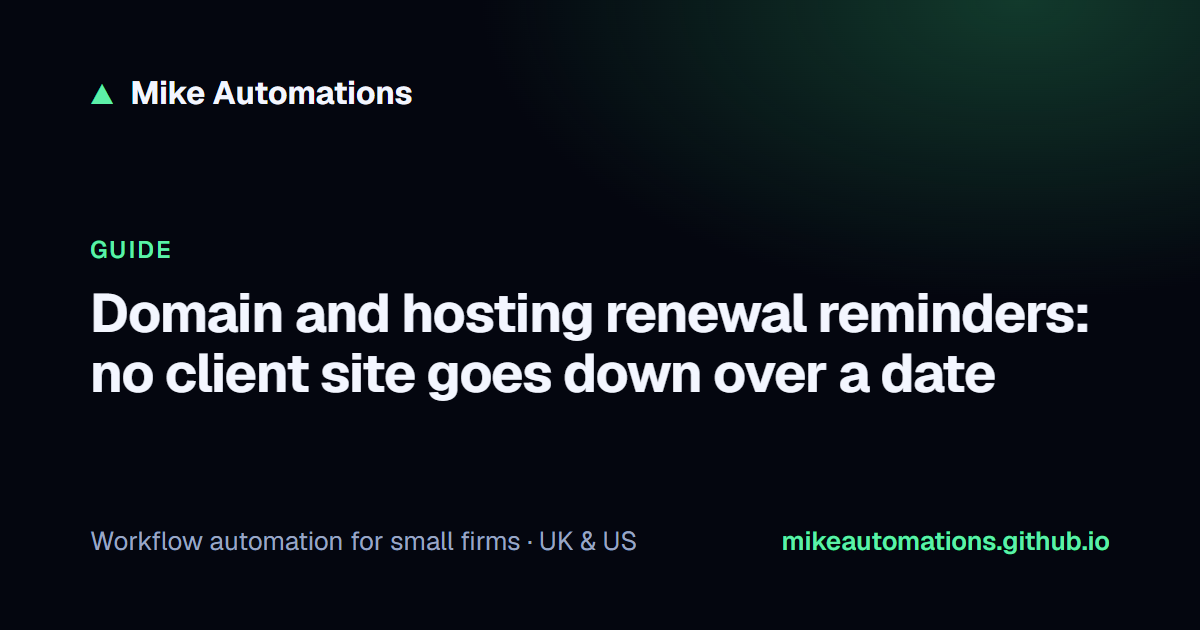 Mike Automations
GUIDE
Domain and hosting renewal reminders:
no client site goes down over a date
Workflow automation for small firms · UK & US
mikeautomations.github.io